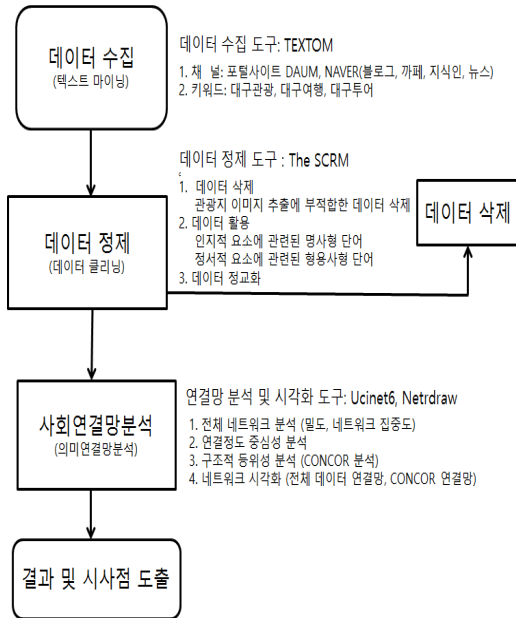 데이터 수집
(텍스트 마이닝)
데이터 수집 도구: TEXTOM
1. 채 널: 포털사이트 DAUM, NAVER(블로그, 까페, 지식인, 뉴스)
2. 키워드: 대구관광, 대구여행, 대구투어
데이터 정제
(데이터 클리닝)
데이터 정제 도구 : The SCRM
1. 데이터 삭제
관광지 이미지 추출에 부적합한 데이터 삭제
2. 데이터 활용
인지적 요소에 관련된 명사형 단어
정서적 요소에 관련된 형용사형 단어
3. 데이터 정교화
데이터 삭제
사회연결망분석
(의미연결망분석)
연결망 분석 및 시각화 도구: Ucinet6, Netrdraw
1. 전체 네트워크 분석 (밀도, 네트워크 집중도)
2. 연결정도 중심성 분석
3. 구조적 등위성 분석 (CONCOR 분석)
4. 네트워크 시각화 (전체 데이터 연결망, CONCOR 연결망)
결과 및 시사점 도출